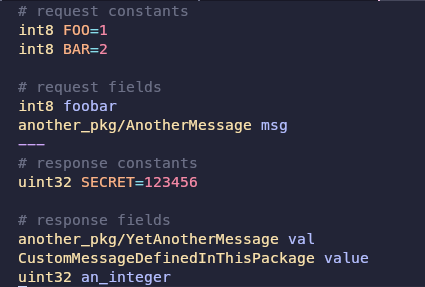 # request constants
int8 FOO=1
int8 BAR=2

# request fields
int8 foobar
another_pkg/AnotherMessage msg
---
# response constants
uint32 SECRET=123456

# response fields
another_pkg/YetAnotherMessage val
CustomMessageDefinedInThisPackage value
uint32 an_integer